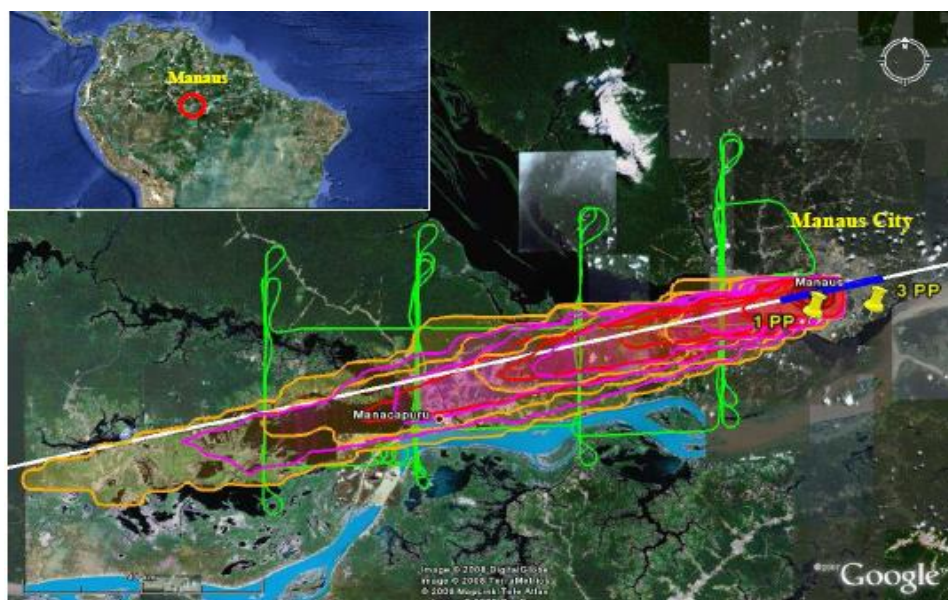 Manaus
Manaus City
Manaus
3 PP
1 PP
Manacapuru
Image © 2008 DigitalGlobe
Image © 2008 TerraMetrics
© 2008 MapLink/Tele Atlas
Google